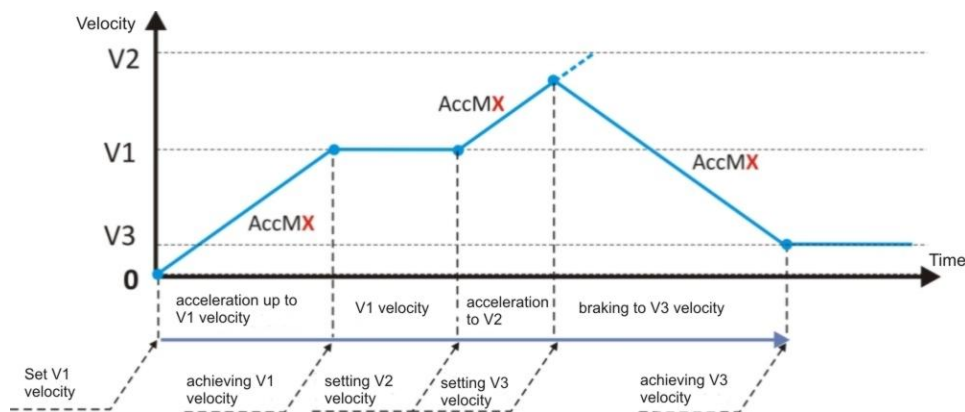 Velocity
V2
AccMX
V1
AccMX
AccMX
V3
0
Time
acceleration up to
V1 velocity
V1 velocity
acceleration
to V2
braking to V3 velocity
Set V1
velocity
achieving V1
velocity
setting V2
velocity
setting V3
velocity
achieving V3
velocity